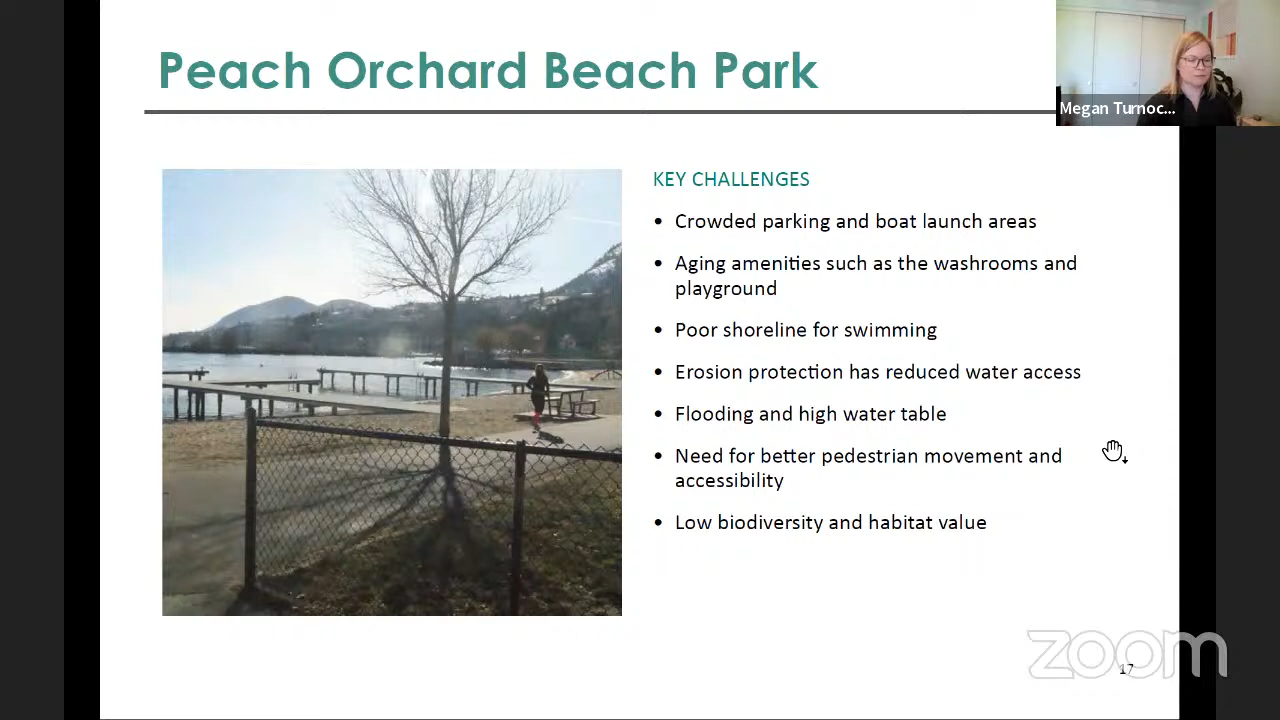 Peach Orchard Beach Park
Megan Turnoc...
KEY CHALLENGES
• Crowded parking and boat launch areas
• Aging amenities such as the washrooms and
playground
• Poor shoreline for swimming
• Erosion protection has reduced water access
• Flooding and high water table
• Need for better pedestrian movement and
accessibility
• Low biodiversity and habitat value
zoom
17